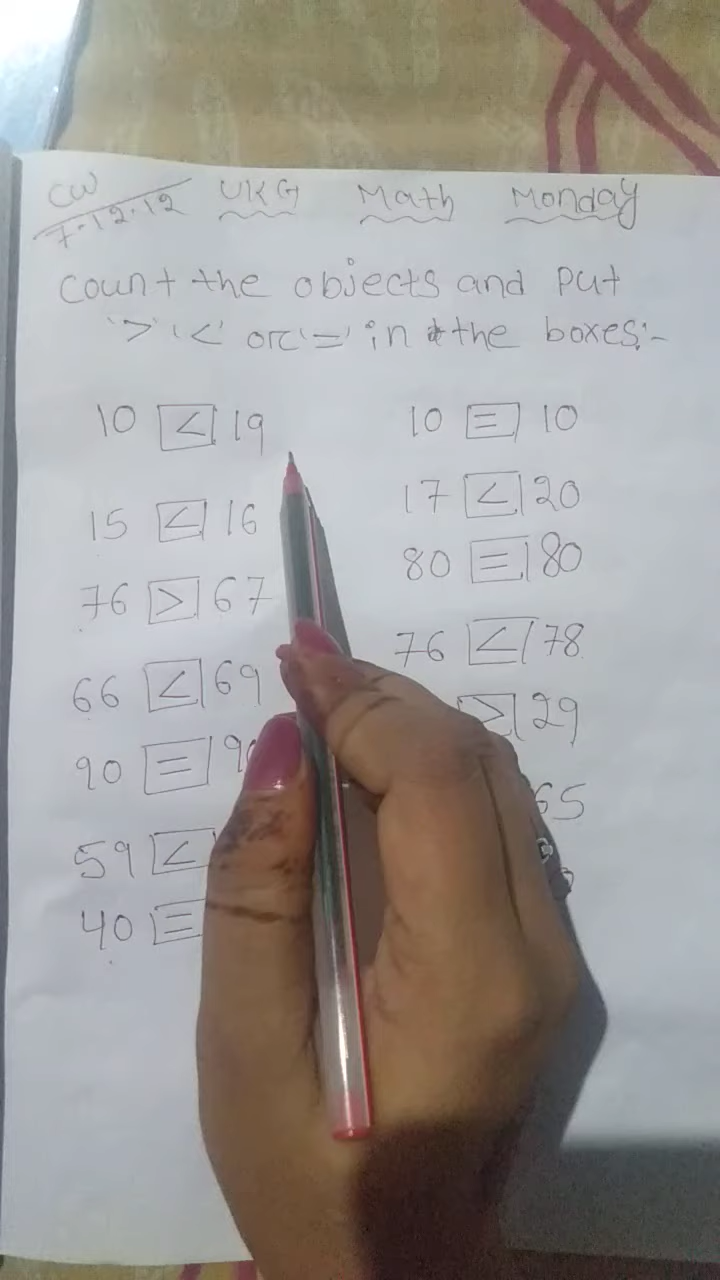 CW UKG Math Monday
7.12.12
Count the objects and put
'>' '<' or '=' in the boxes:-
10 < 19 10 = 10
15 < 16 17 < 20
76 > 67 80 = 80
66 < 69 76 < 78
90 = > 29
59 < 65
40 =